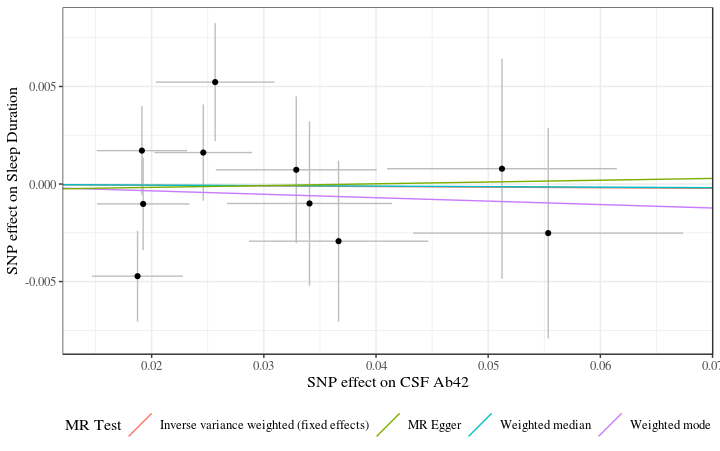 SNP effect on Sleep Duration
0.005
0.000
-0.005
0.02
0.03
0.04
0.05
0.06
0.07
SNP effect on CSF Ab42
MR Test
Inverse variance weighted (fixed effects)
MR Egger
Weighted median
Weighted mode